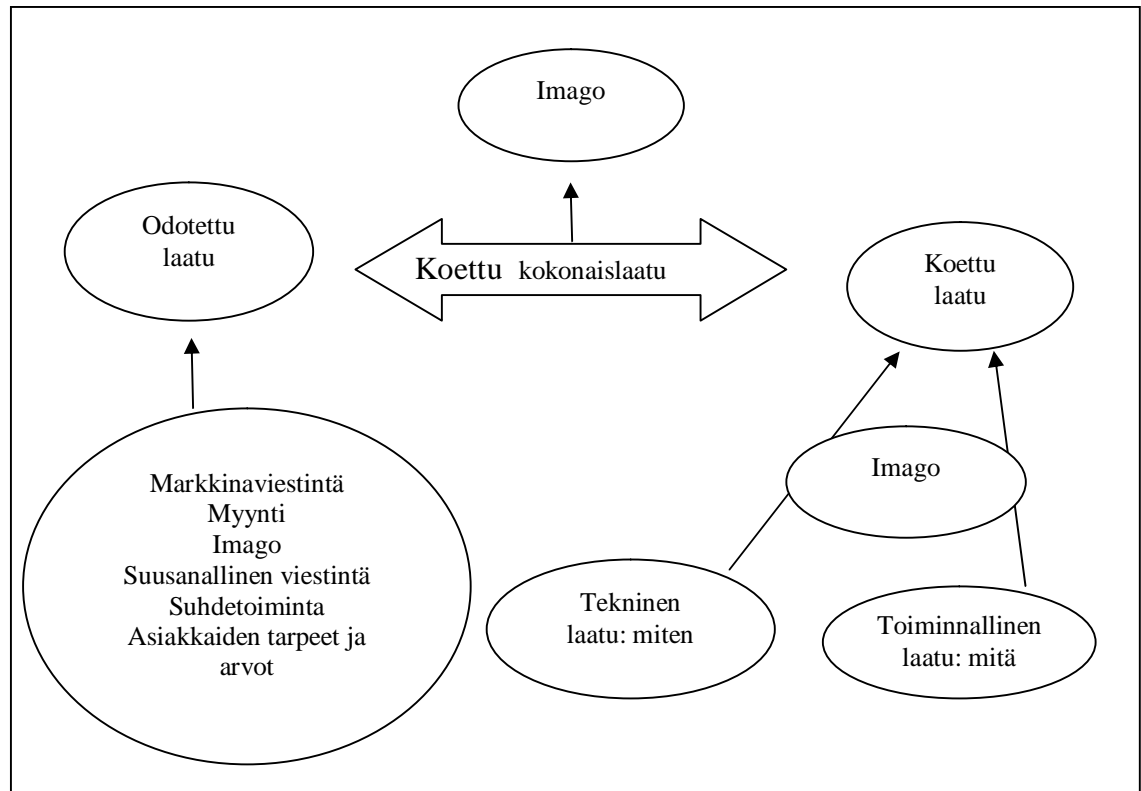 Imago
Odotettu
laatu
Koettu kokonaislaatu
Koettu
laatu
Markkinaviestintä
Myynti
Imago
Suusanallinen viestintä
Suhdetoiminta
Asiakkaiden tarpeet ja
arvot
Imago
Tekninen
laatu: miten
Toiminnallinen
laatu: mitä